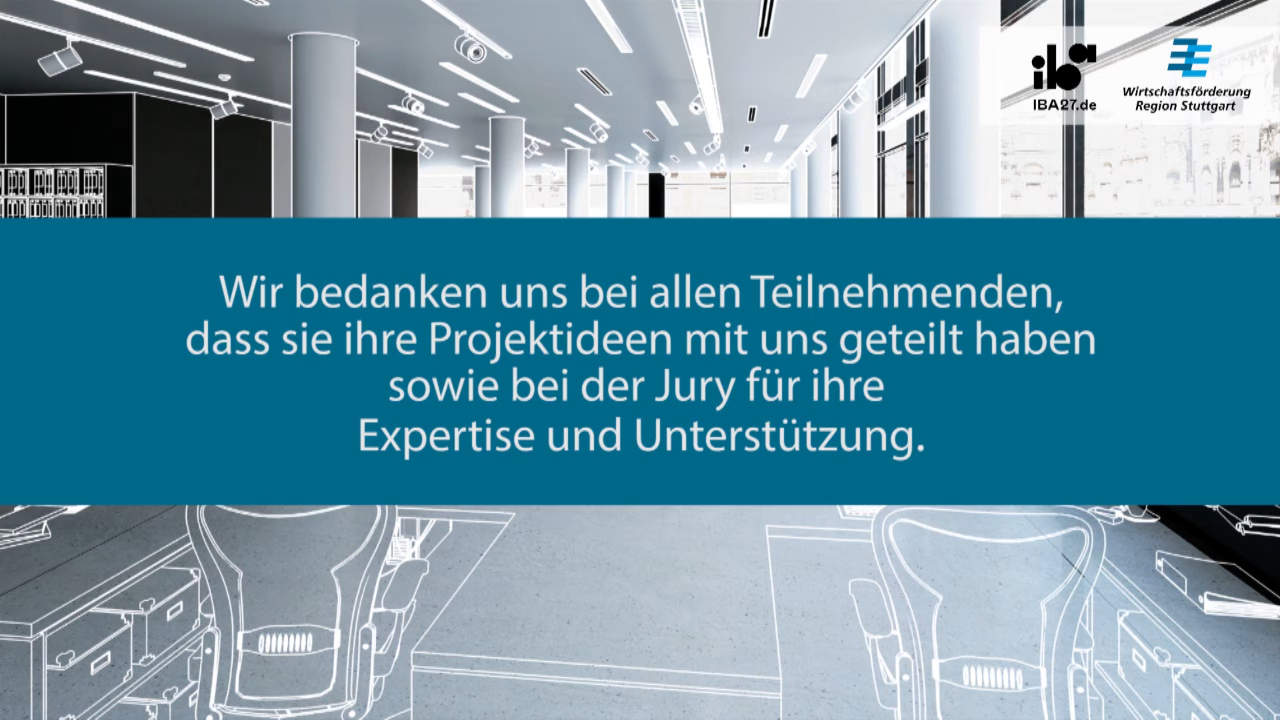 iba
IBA27.de
Wirtschaftsförderung
Region Stuttgart
Wir bedanken uns bei allen Teilnehmenden,
dass sie ihre Projektideen mit uns geteilt haben
sowie bei der Jury für ihre
Expertise und Unterstützung.